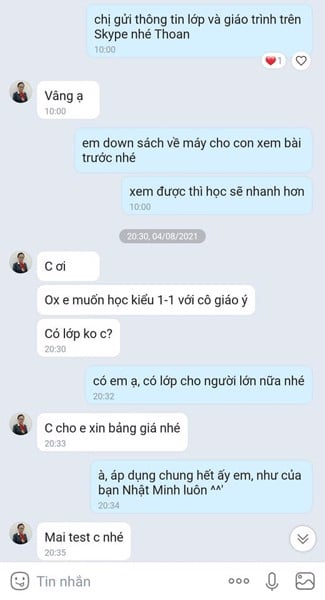 chị gửi thông tin lớp và giáo trình trên
Skype nhé Thoan
10:00
1
Vâng ạ
10:00
em down sách về máy cho con xem bài
trước nhé
xem được thì học sẽ nhanh hơn
10:00
20:30, 04/08/2021
C ơi
Ox e muốn học kiểu 1-1 với cô giáo ý
Có lớp ko c?
20:30
có em ạ, có lớp cho người lớn nữa nhé
20:32
C cho e xin bảng giá nhé
20:33
à, áp dụng chung hết ấy em, như của
bạn Nhật Minh luôn ^^'
20:34
Mai test c nhé
20:35
Tin nhắn